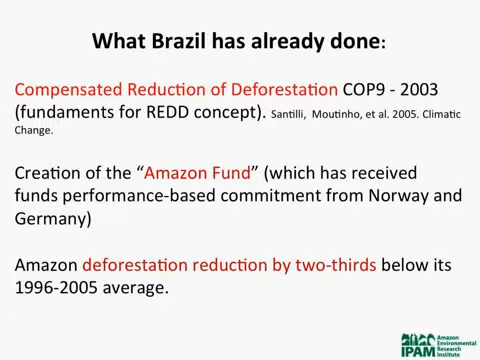 What Brazil has already done:
Compensated Reduction of Deforestation COP9 - 2003
(fundaments for REDD concept). Santilli, Moutinho, et al. 2005. Climatic
Change.
Creation of the “Amazon Fund” (which has received
funds performance-based commitment from Norway and
Germany)
Amazon deforestation reduction by two-thirds below its
1996-2005 average.
IPAM
Amazon
Environmental
Research
Institute